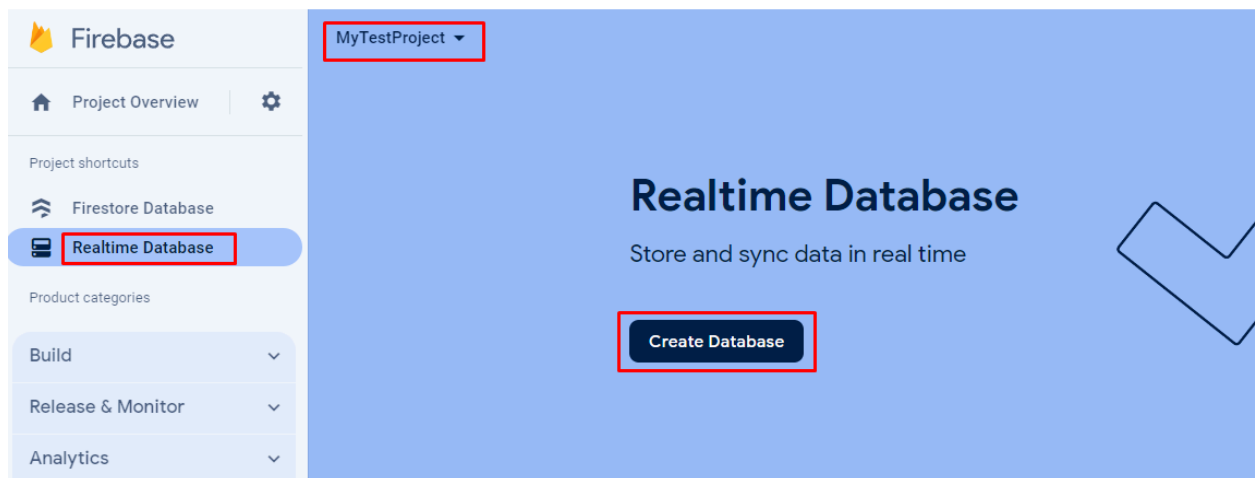 Firebase
MyTestProject
Project Overview
Project shortcuts
Firestore Database
Realtime Database
Product categories
Build
Release & Monitor
Analytics
Realtime Database
Store and sync data in real time
Create Database